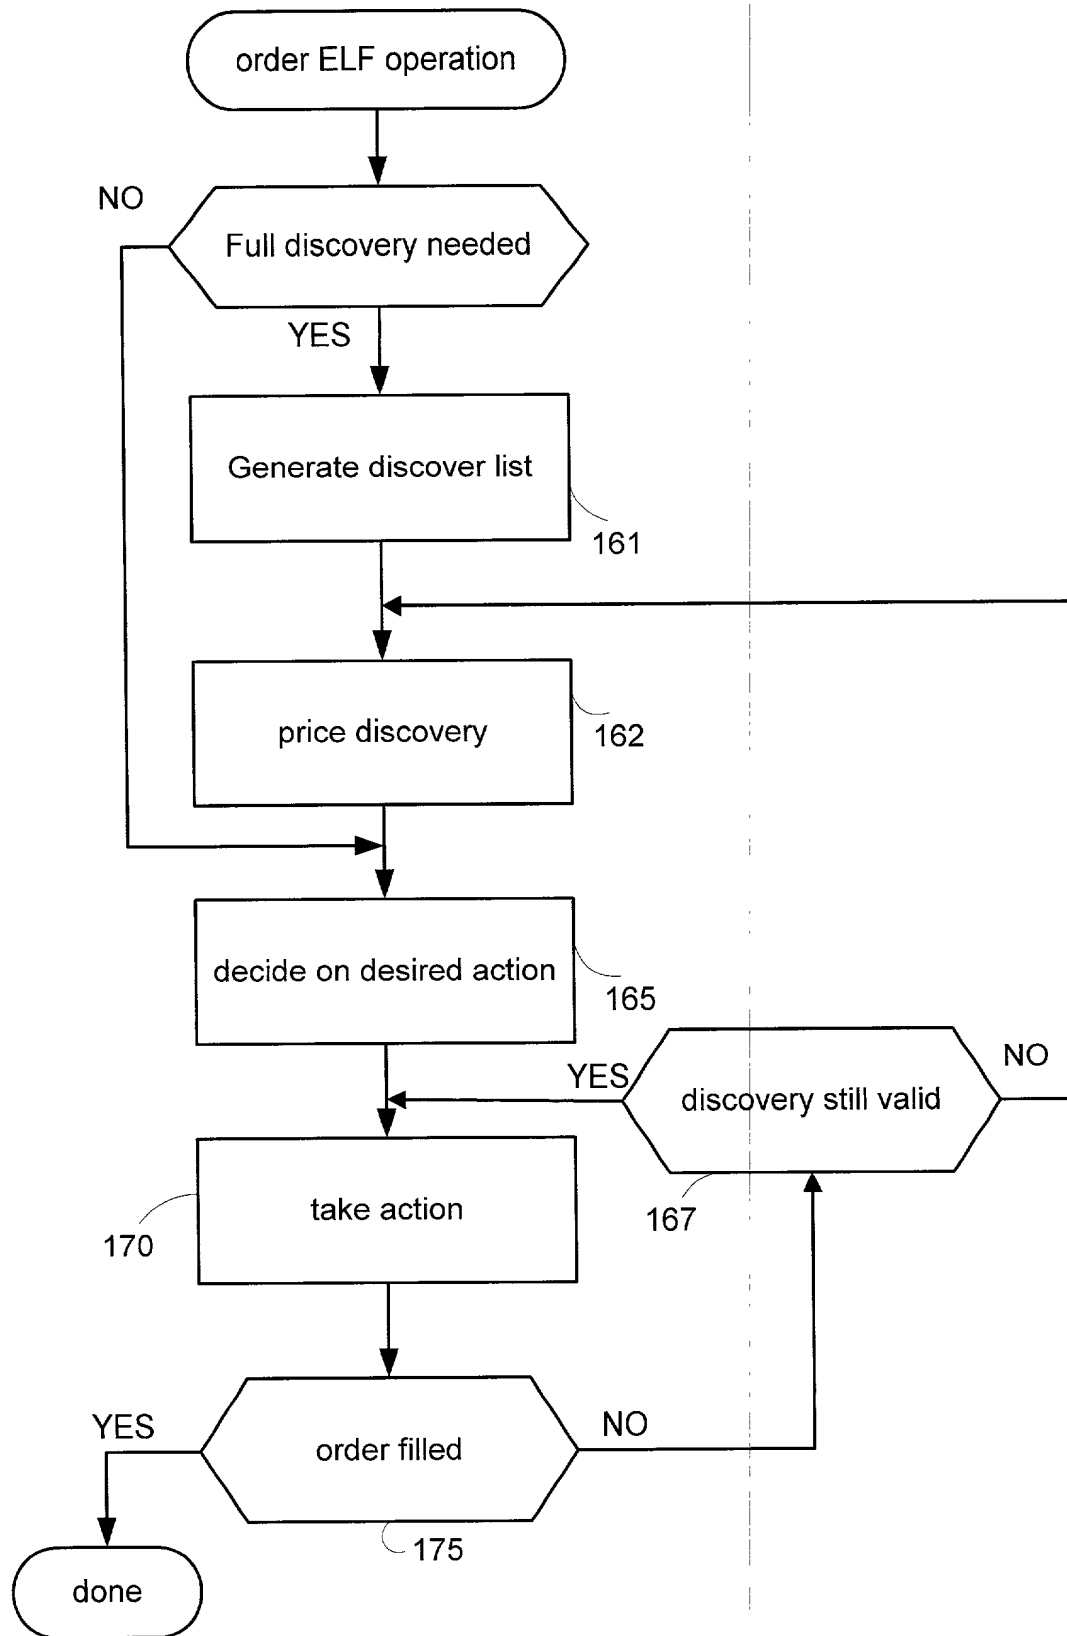 order ELF operation
NO
Full discovery needed
YES
Generate discover list
161
price discovery
162
decide on desired action
165
NO
YES
discovery still valid
take action
167
170
YES
NO
order filled
175
done